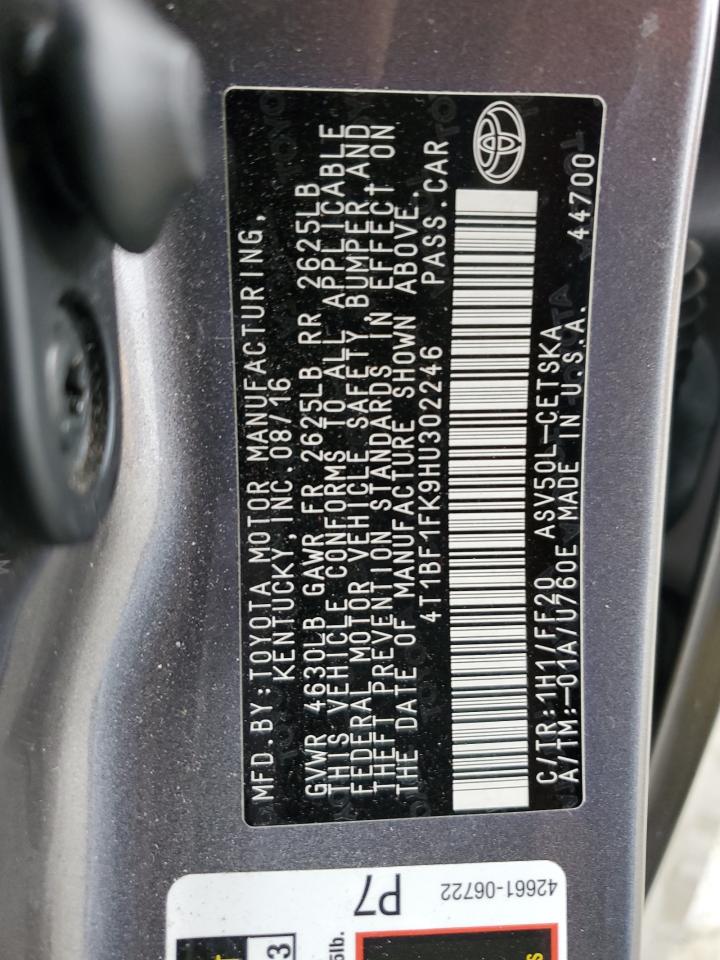 MFD.BY:TOYOTA MOTOR MANUFACTURING,
KENTUCKY, INC. 08/16
GVWR 4630LB GAWR FR 2625LB RR 2625LB
THIS VEHICLE CONFORMS TO ALL APPLICABLE
FEDERAL MOTOR VEHICLE SAFETY, BUMPER, AND
THEFT PREVENTION STANDARDS IN EFFECT ON
THE DATE OF MANUFACTURE SHOWN ABOVE.
4T1BF1FK9HU302246 PASS.CAR
C/TR:1H1/FF20 ASV50L-CETSKA 44700
A/TM:-01A/U760E MADE IN U.S.A.
P7
42661-06722
3
5lb.